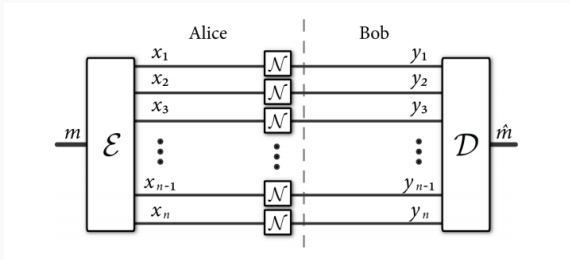 Alice Bob
x₁ 𝒩 y₁
x₂ 𝒩 y₂
x₃ 𝒩 y₃
m ℰ 𝒟 m̂
xₙ₋₁ 𝒩 yₙ₋₁
xₙ 𝒩 yₙ